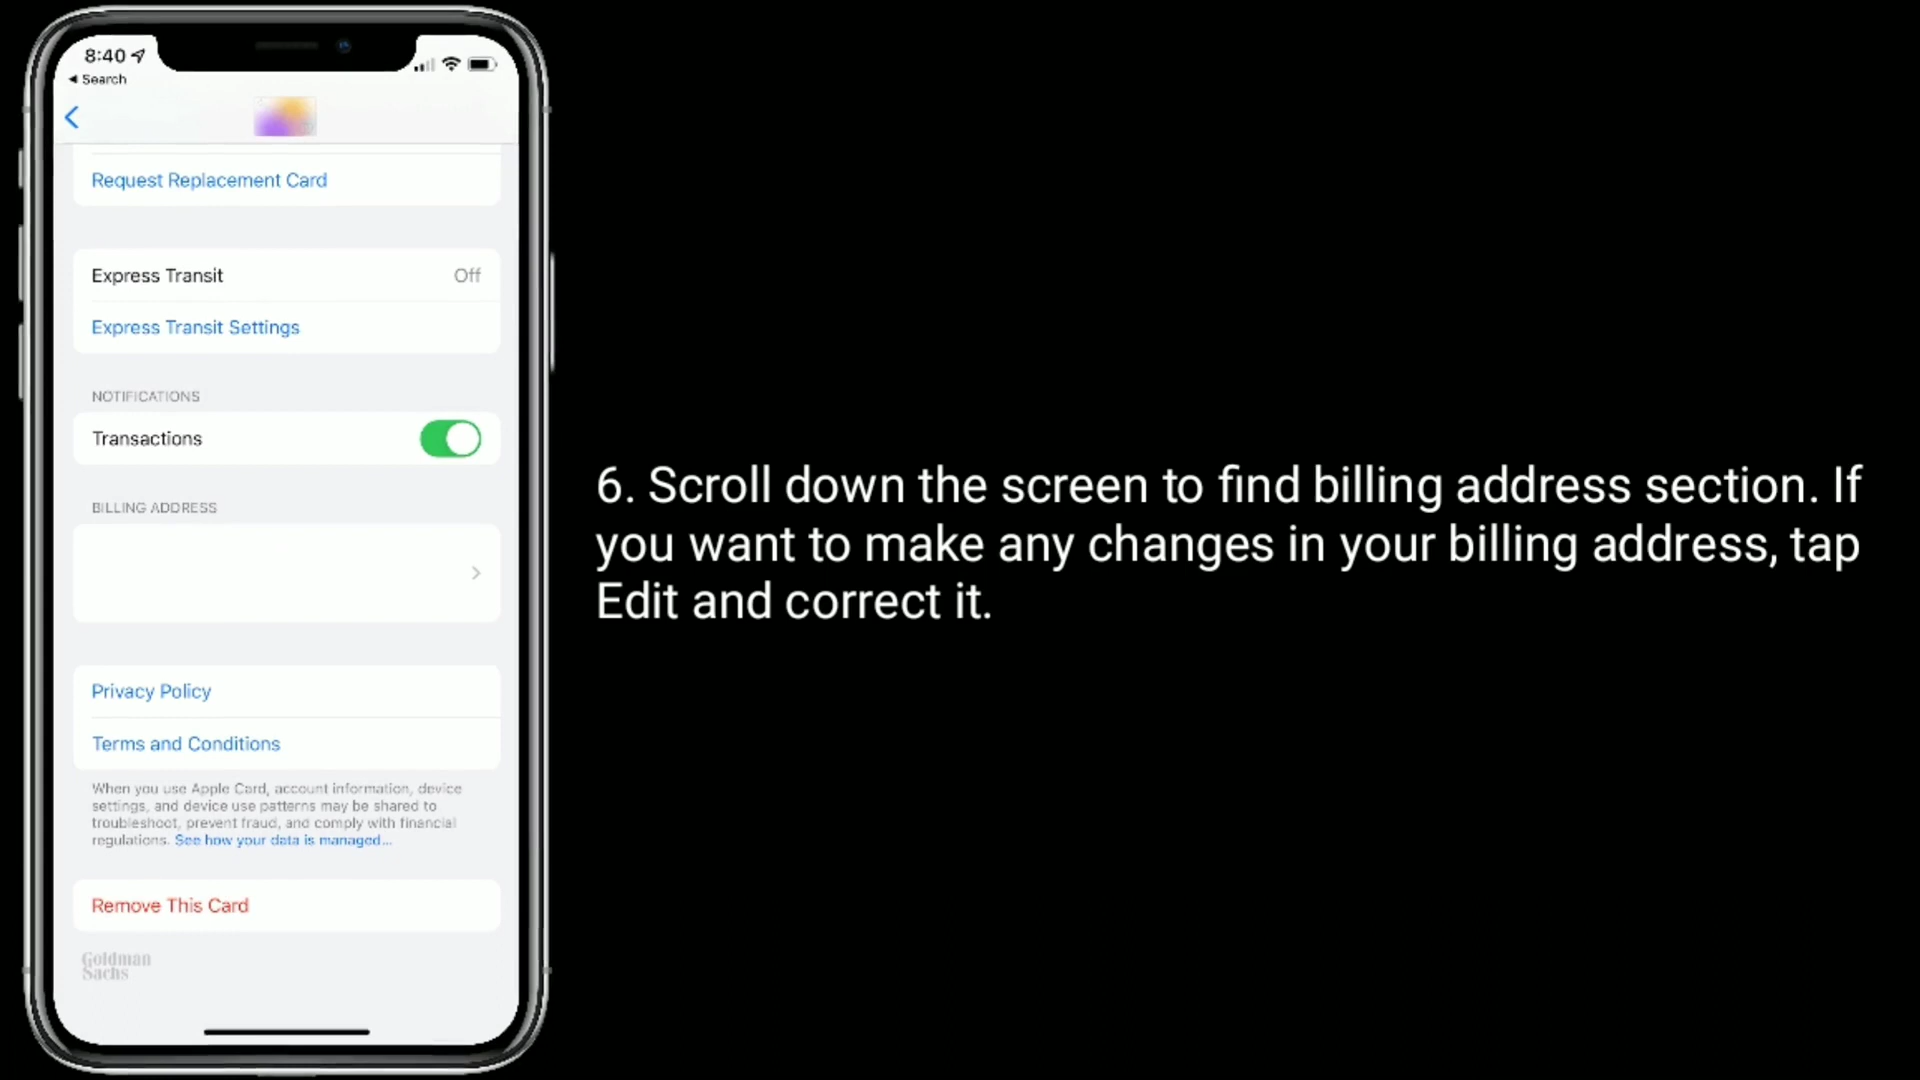 8:40
Search
Request Replacement Card
Express Transit
Off
Express Transit Settings
NOTIFICATIONS
Transactions
BILLING ADDRESS
Privacy Policy
Terms and Conditions
When you use Apple Card, account information, device
settings, and device use patterns may be shared to
troubleshoot, prevent fraud, and comply with financial
regulations. See how your data is managed...
Remove This Card
Goldman
Sachs
6. Scroll down the screen to find billing address section. If
you want to make any changes in your billing address, tap
Edit and correct it.